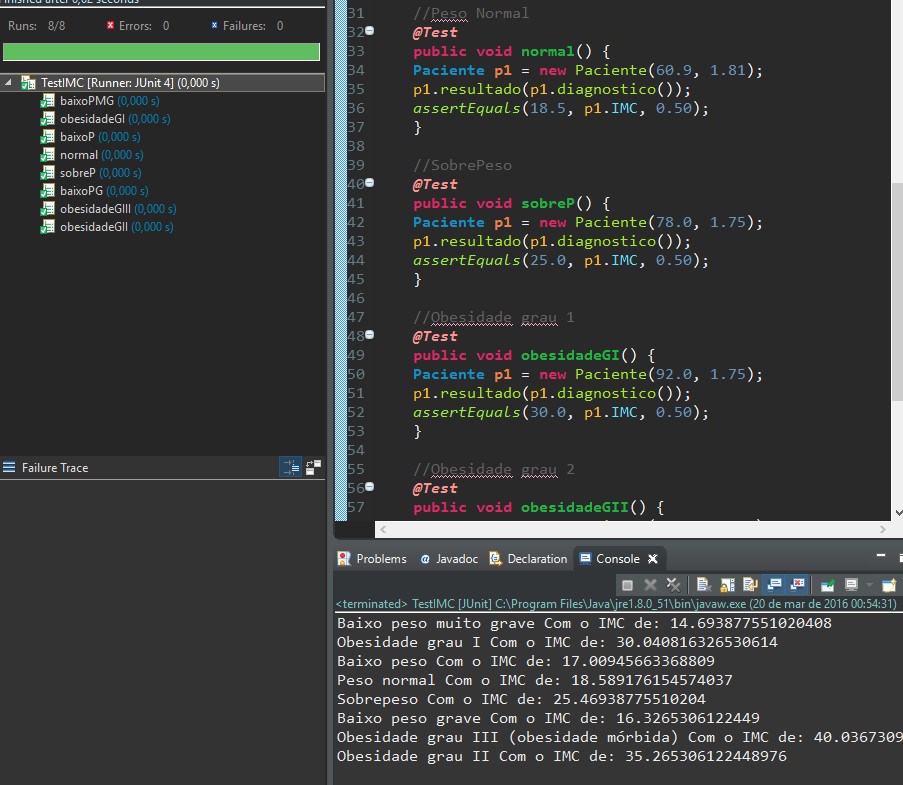 Finished after 0,02 seconds
Runs: 8/8 Errors: 0 Failures: 0
TestIMC [Runner: JUnit 4] (0,000 s)
baixoPMG (0,000 s)
obesidadeGI (0,000 s)
baixoP (0,000 s)
normal (0,000 s)
sobreP (0,000 s)
baixoPG (0,000 s)
obesidadeGIII (0,000 s)
obesidadeGII (0,000 s)
Failure Trace
31 //Peso Normal
32 @Test
33 public void normal() {
34 Paciente p1 = new Paciente(60.9, 1.81);
35 p1.resultado(p1.diagnostico());
36 assertEquals(18.5, p1.IMC, 0.50);
37 }
38
39 //SobrePeso
40 @Test
41 public void sobreP() {
42 Paciente p1 = new Paciente(78.0, 1.75);
43 p1.resultado(p1.diagnostico());
44 assertEquals(25.0, p1.IMC, 0.50);
45 }
46
47 //Obesidade grau 1
48 @Test
49 public void obesidadeGI() {
50 Paciente p1 = new Paciente(92.0, 1.75);
51 p1.resultado(p1.diagnostico());
52 assertEquals(30.0, p1.IMC, 0.50);
53 }
54
55 //Obesidade grau 2
56 @Test
57 public void obesidadeGII() {
Problems Javadoc Declaration Console
<terminated> TestIMC [JUnit] C:\Program Files\Java\jre1.8.0_51\bin\javaw.exe (20 de mar de 2016 00:54:31)
Baixo peso muito grave Com o IMC de: 14.693877551020408
Obesidade grau I Com o IMC de: 30.040816326530614
Baixo peso Com o IMC de: 17.00945663368809
Peso normal Com o IMC de: 18.589176154574037
Sobrepeso Com o IMC de: 25.46938775510204
Baixo peso grave Com o IMC de: 16.3265306122449
Obesidade grau III (obesidade mórbida) Com o IMC de: 40.0367309
Obesidade grau II Com o IMC de: 35.265306122448976